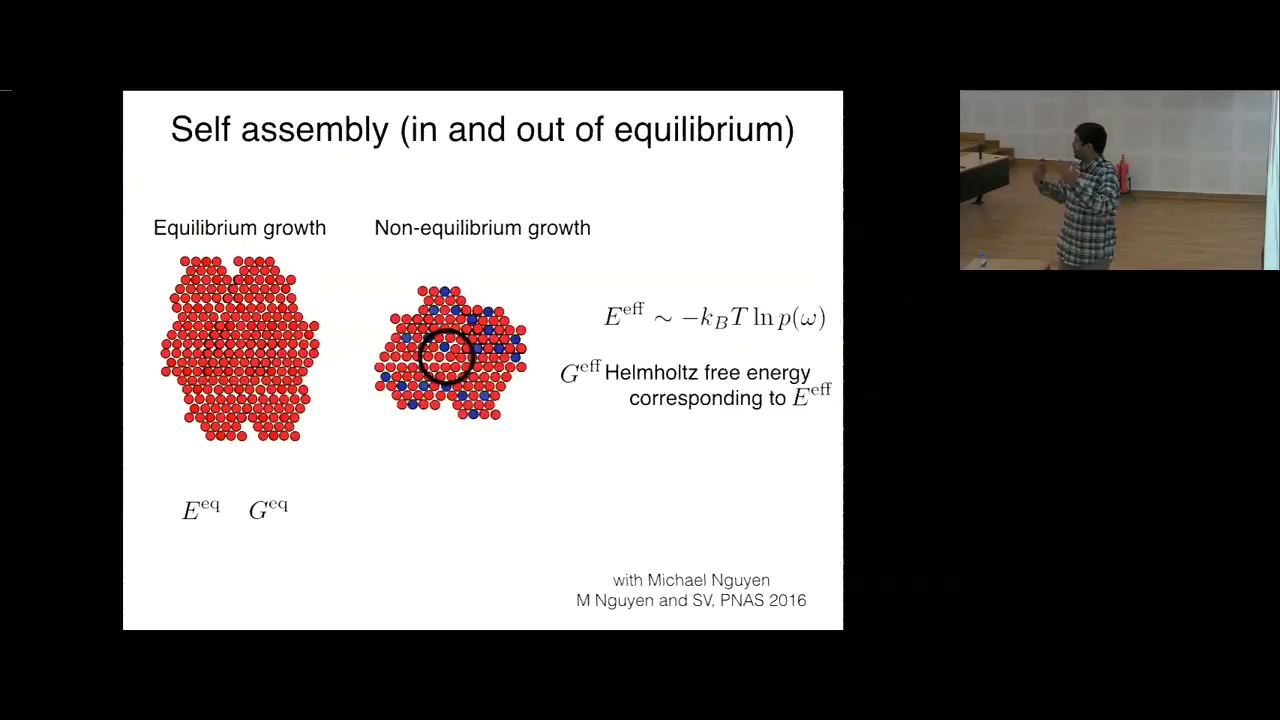 Self assembly (in and out of equilibrium)
Equilibrium growth
Non-equilibrium growth
E^eff ∼ −k_B T ln p(ω)
G^eff Helmholtz free energy
corresponding to E^eff
E^eq G^eq
with Michael Nguyen
M Nguyen and SV, PNAS 2016